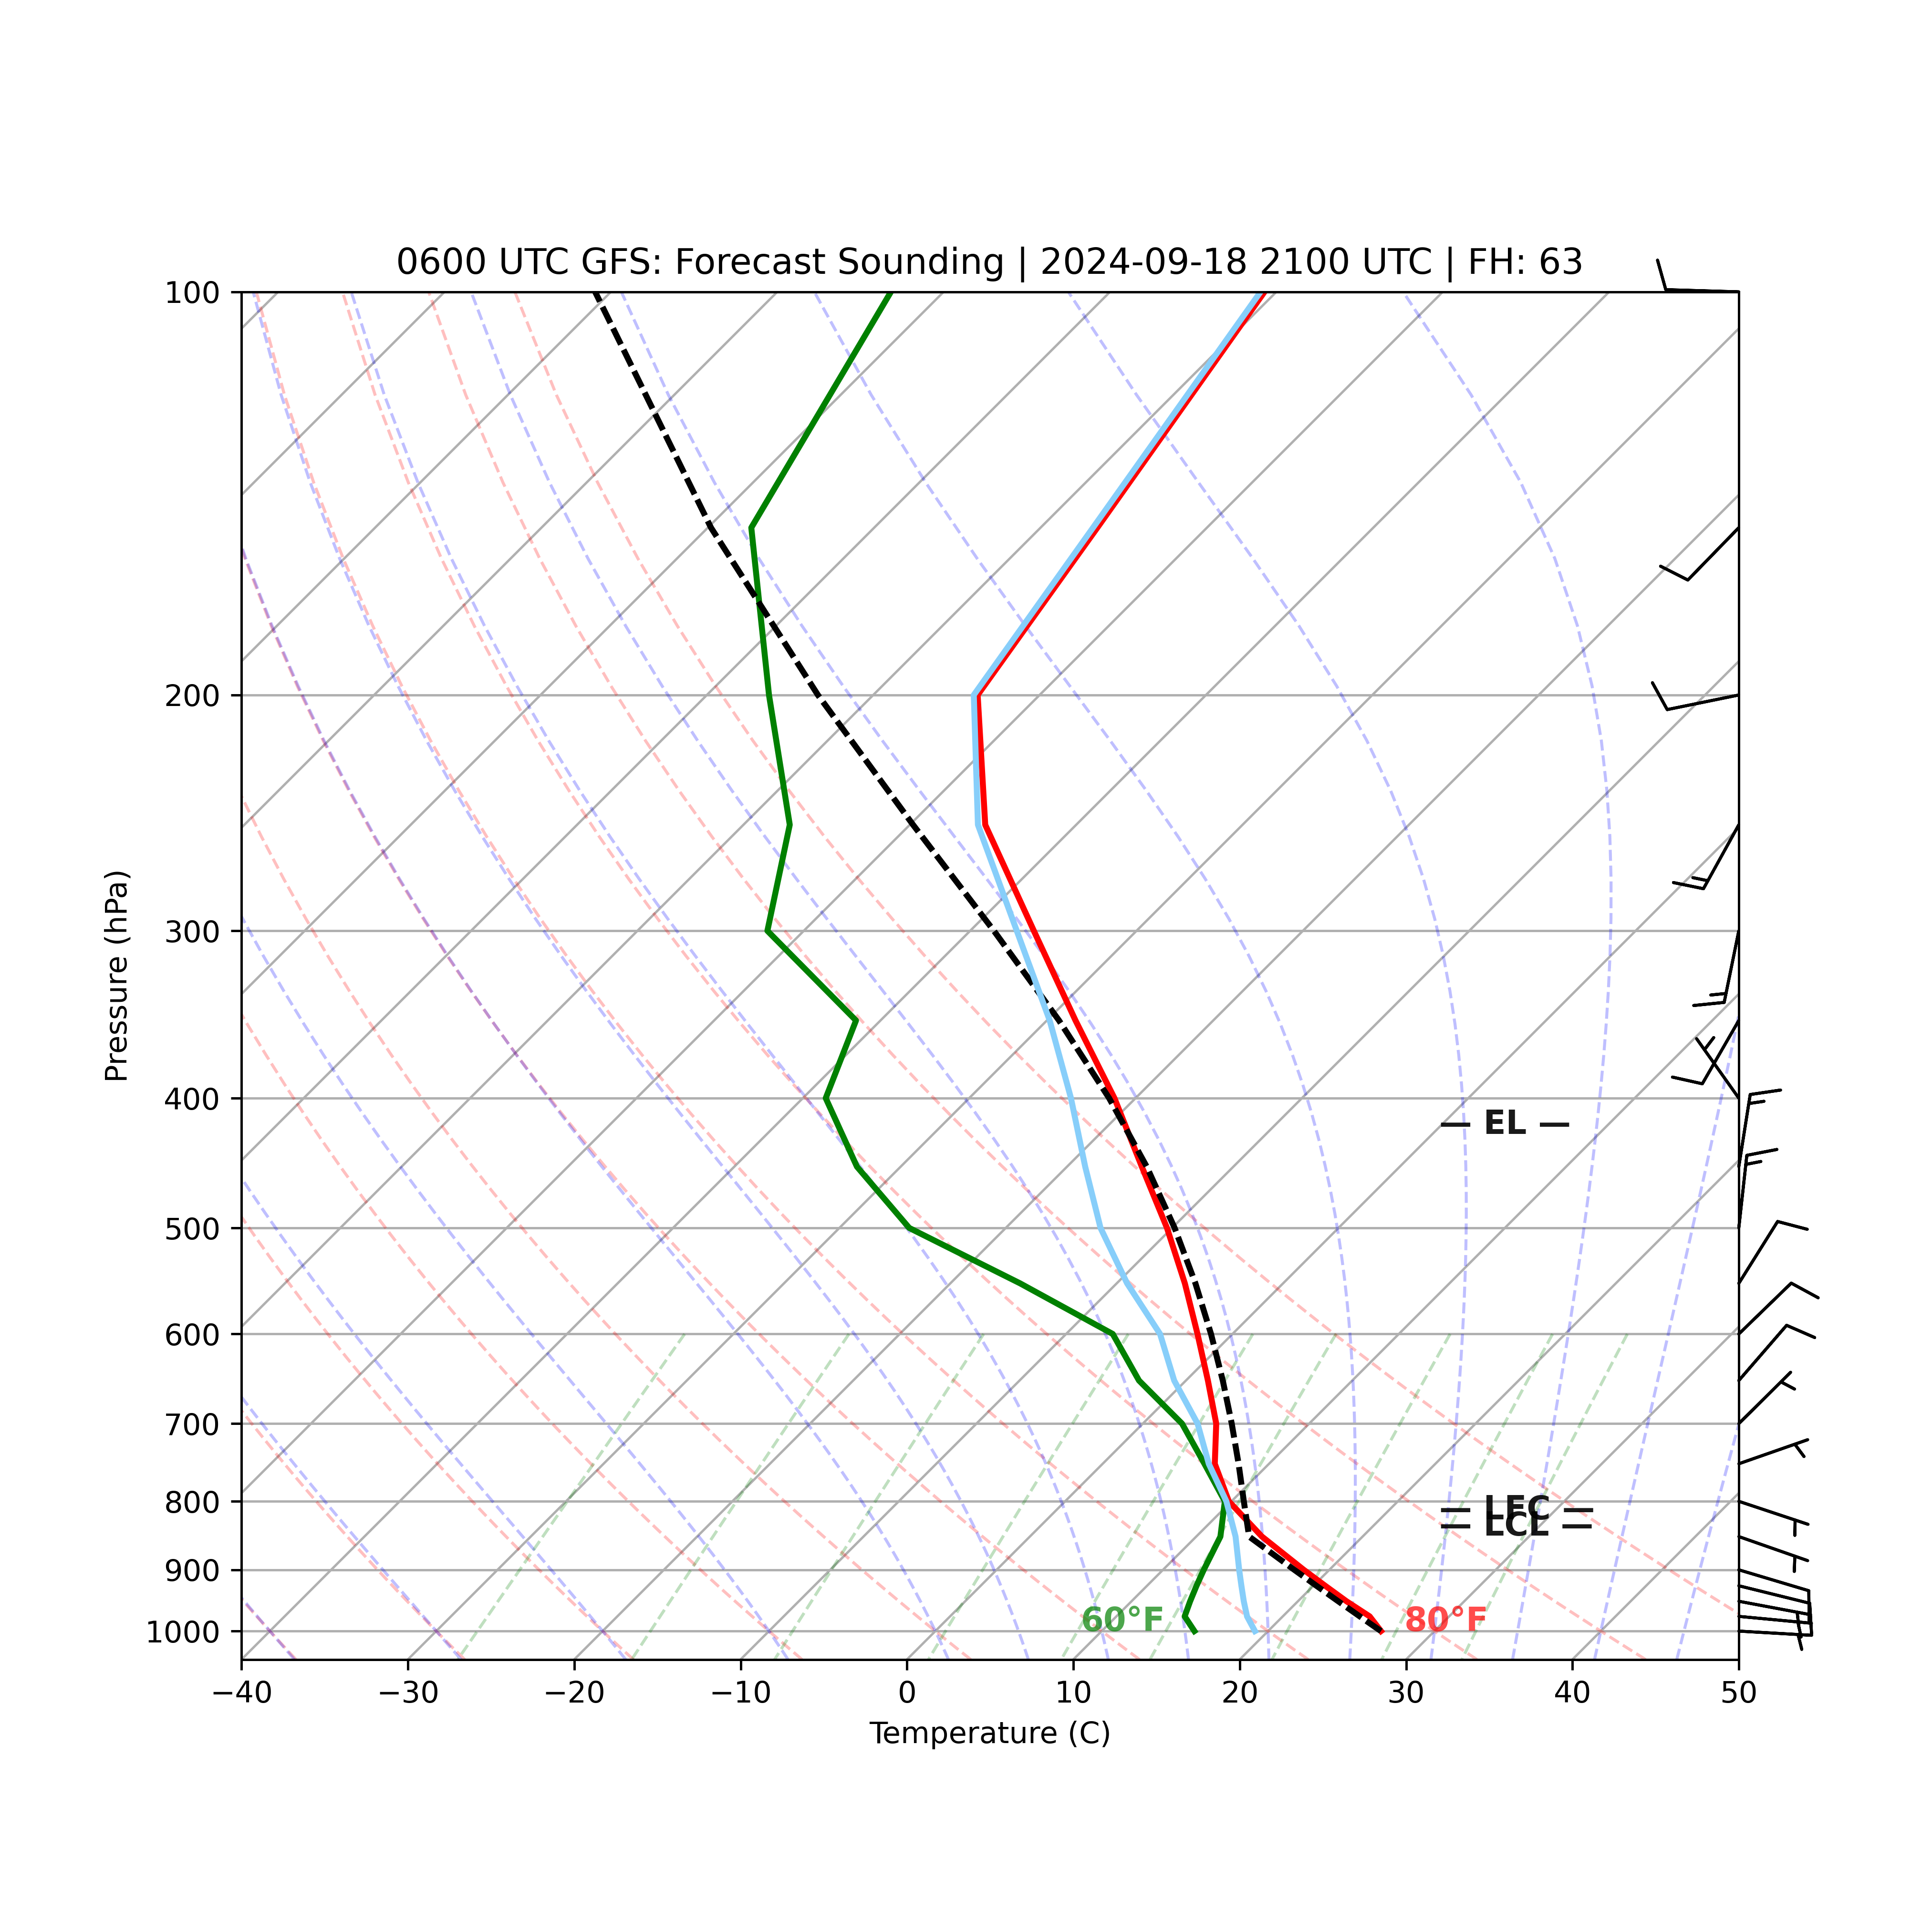 0600 UTC GFS: Forecast Sounding | 2024-09-18 2100 UTC | FH: 63
100
200
300
400
500
600
700
800
900
1000
Pressure (hPa)
— EL —
— LFC —
— LCL —
60°F
80°F
−40 −30 −20 −10 0 10 20 30 40 50
Temperature (C)